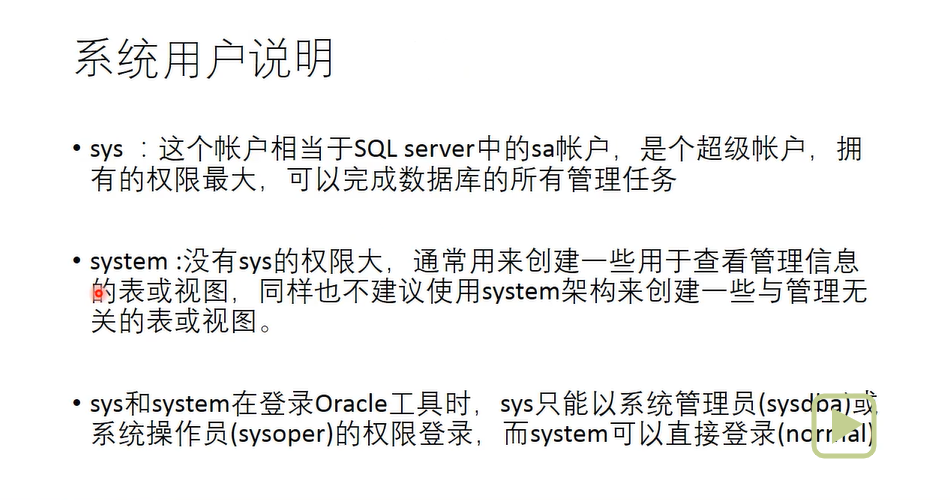 系统用户说明
• sys ：这个帐户相当于SQL server中的sa帐户，是个超级帐户，拥
有的权限最大，可以完成数据库的所有管理任务
• system :没有sys的权限大，通常用来创建一些用于查看管理信息
的表或视图，同样也不建议使用system架构来创建一些与管理无
关的表或视图。
• sys和system在登录Oracle工具时，sys只能以系统管理员(sysdba)或
系统操作员(sysoper)的权限登录，而system可以直接登录(normal)